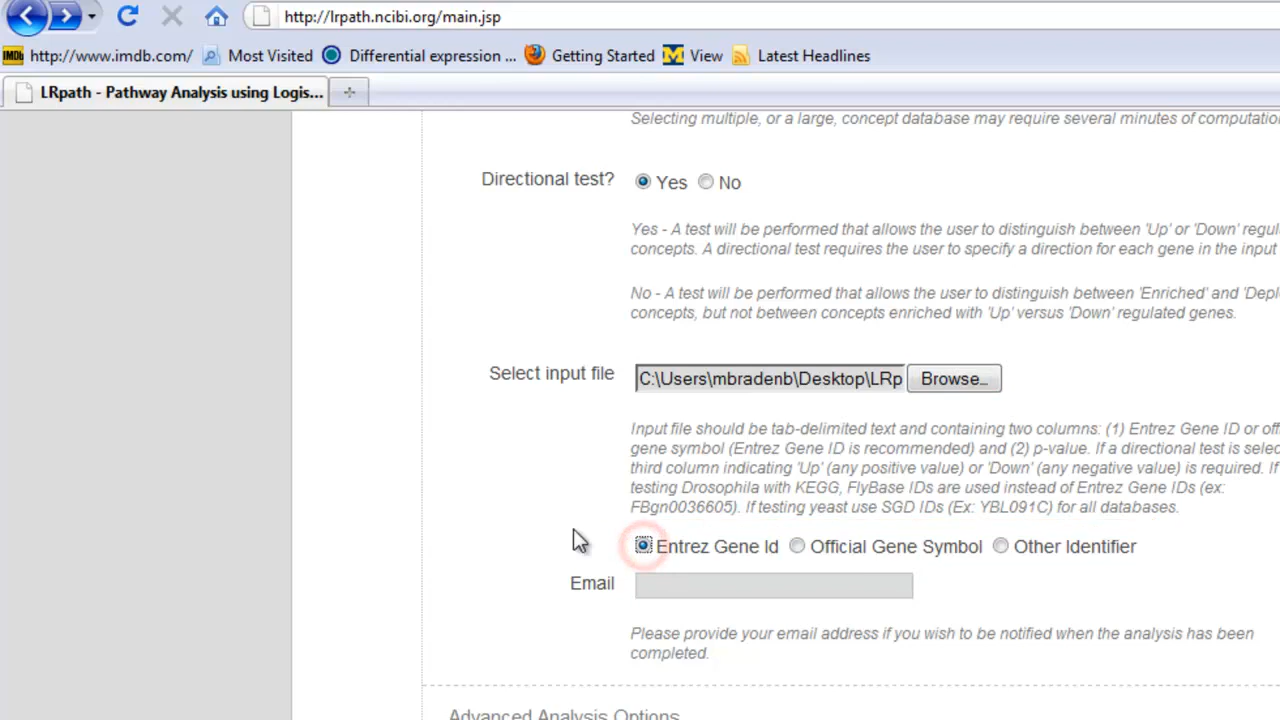 http://lrpath.ncibi.org/main.jsp
IMDb http://www.imdb.com/ Most Visited Differential expression ... Getting Started M View Latest Headlines
LRpath - Pathway Analysis using Logis...
Selecting multiple, or a large, concept database may require several minutes of computatio
Directional test? Yes No
Yes - A test will be performed that allows the user to distinguish between 'Up' or 'Down' regul
concepts. A directional test requires the user to specify a direction for each gene in the input
No - A test will be performed that allows the user to distinguish between 'Enriched' and 'Depl
concepts, but not between concepts enriched with 'Up' versus 'Down' regulated genes.
Select input file C:\Users\mbradenb\Desktop\LRp Browse...
Input file should be tab-delimited text and containing two columns: (1) Entrez Gene ID or offi
gene symbol (Entrez Gene ID is recommended) and (2) p-value. If a directional test is selec
third column indicating 'Up' (any positive value) or 'Down' (any negative value) is required. If
testing Drosophila with KEGG, FlyBase IDs are used instead of Entrez Gene IDs (ex:
FBgn0036605). If testing yeast use SGD IDs (Ex: YBL091C) for all databases.
Entrez Gene Id Official Gene Symbol Other Identifier
Email
Please provide your email address if you wish to be notified when the analysis has been
completed.
Advanced Analysis Options